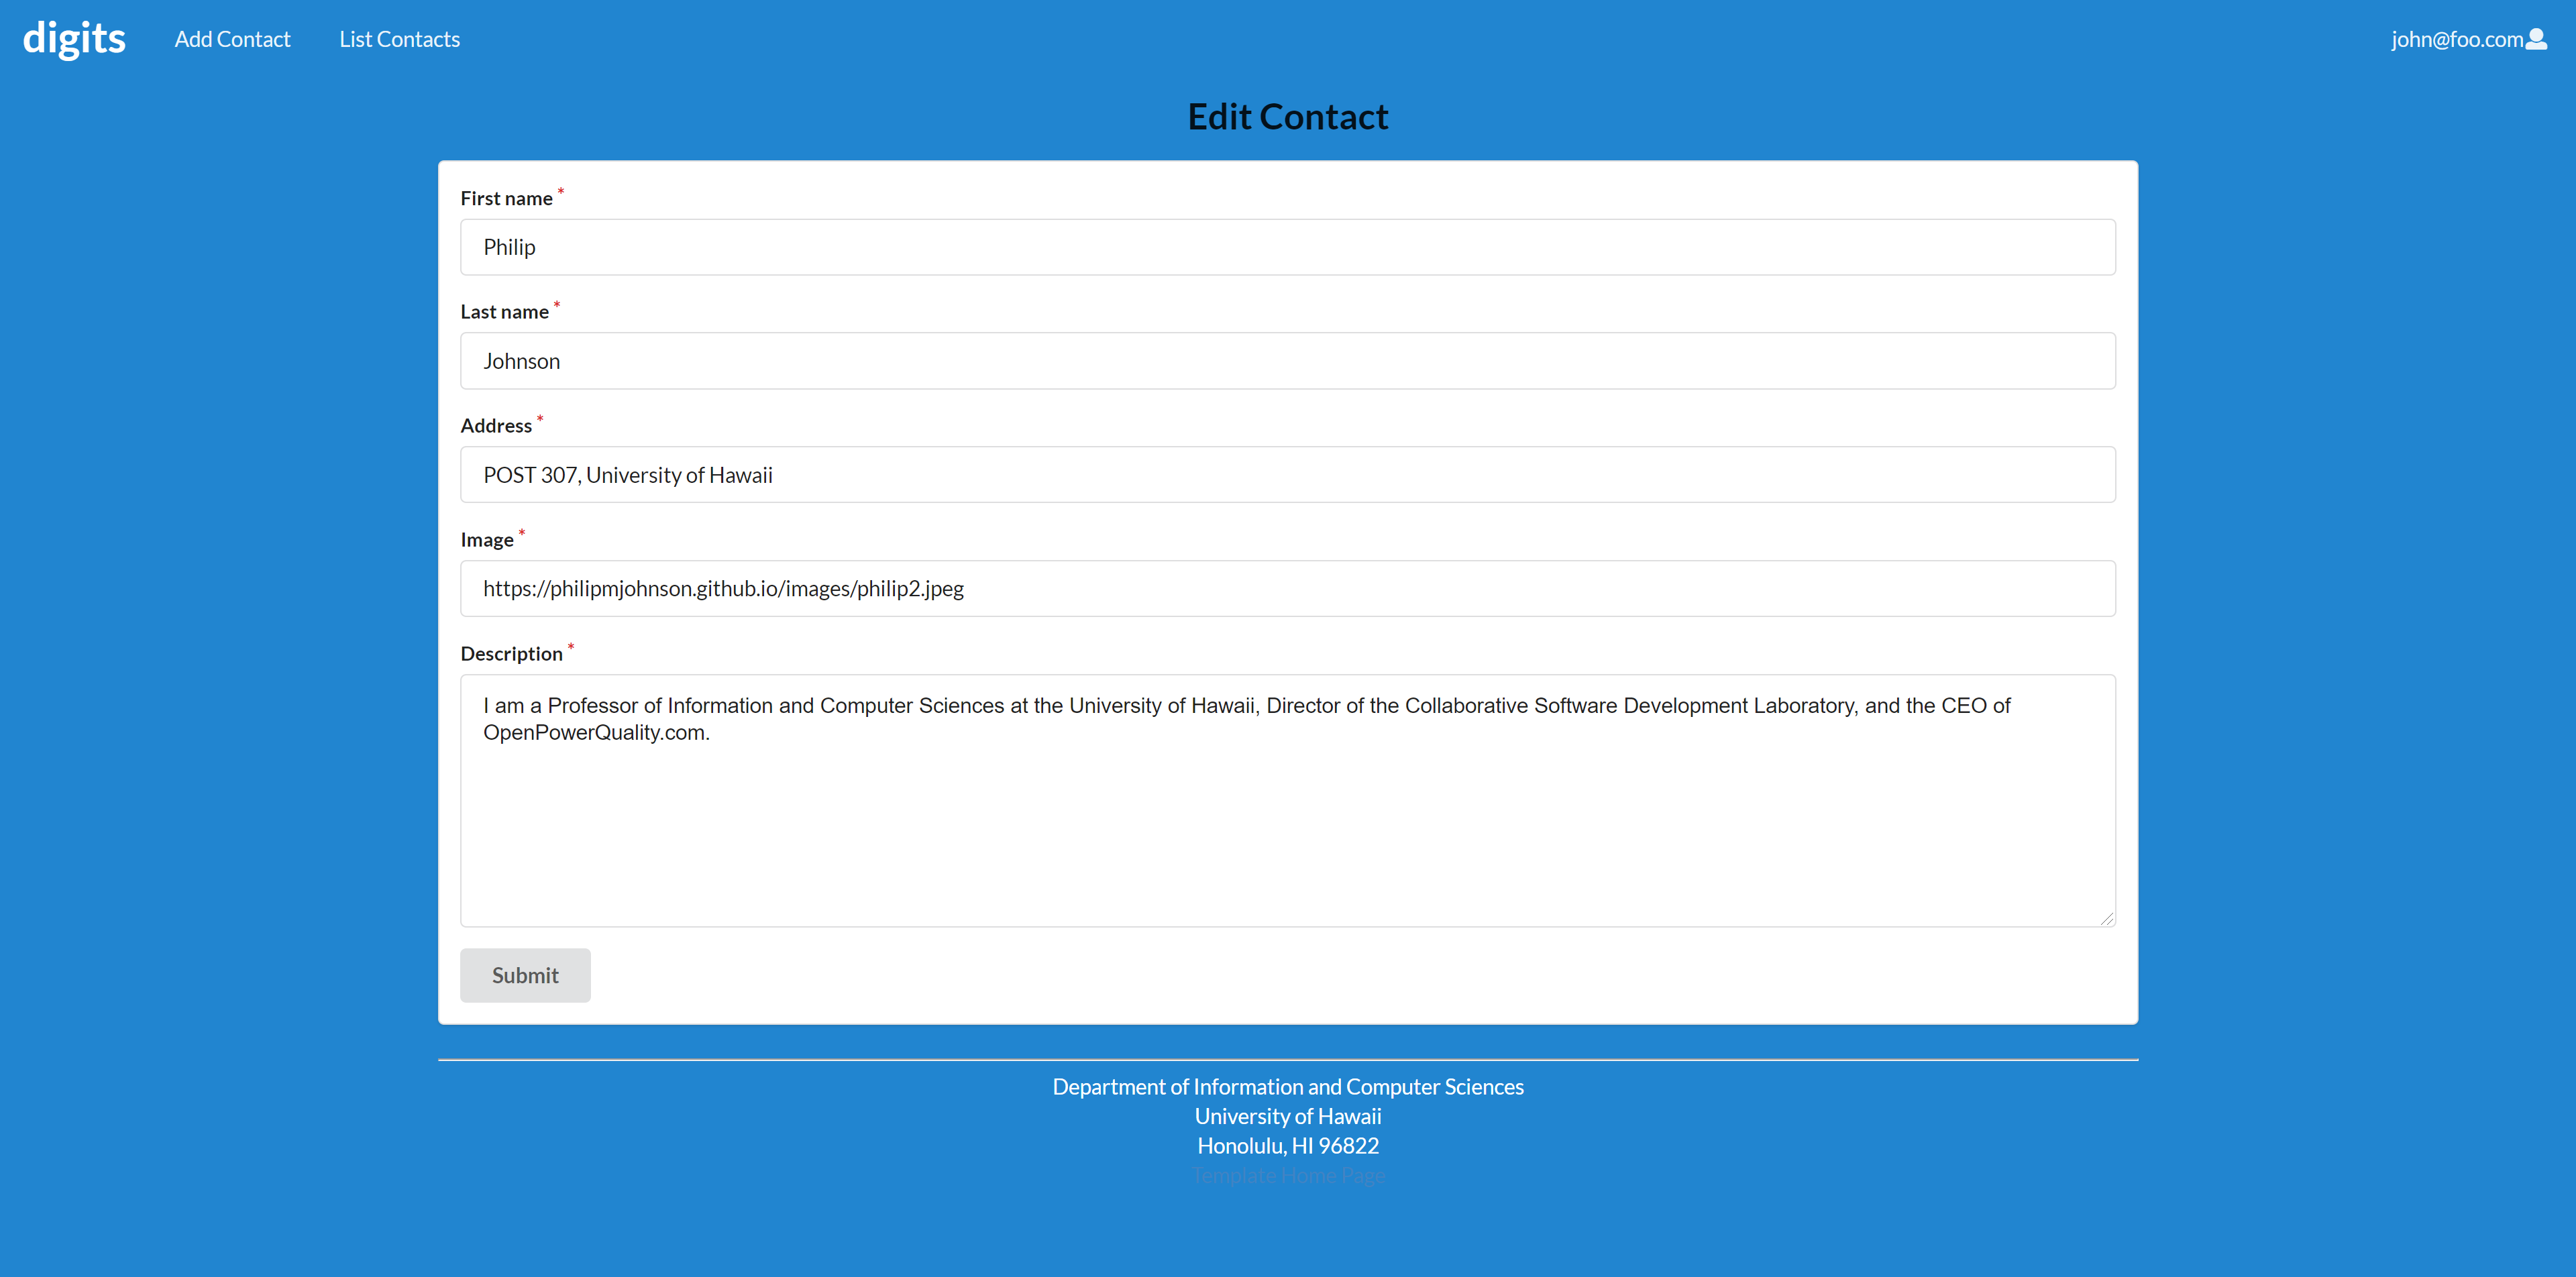 digits
Add Contact
List Contacts
john@foo.com
Edit Contact
First name *
Philip
Last name *
Johnson
Address *
POST 307, University of Hawaii
Image *
https://philipmjohnson.github.io/images/philip2.jpeg
Description *
I am a Professor of Information and Computer Sciences at the University of Hawaii, Director of the Collaborative Software Development Laboratory, and the CEO of
OpenPowerQuality.com.
Submit
Department of Information and Computer Sciences
University of Hawaii
Honolulu, HI 96822
Template Home Page